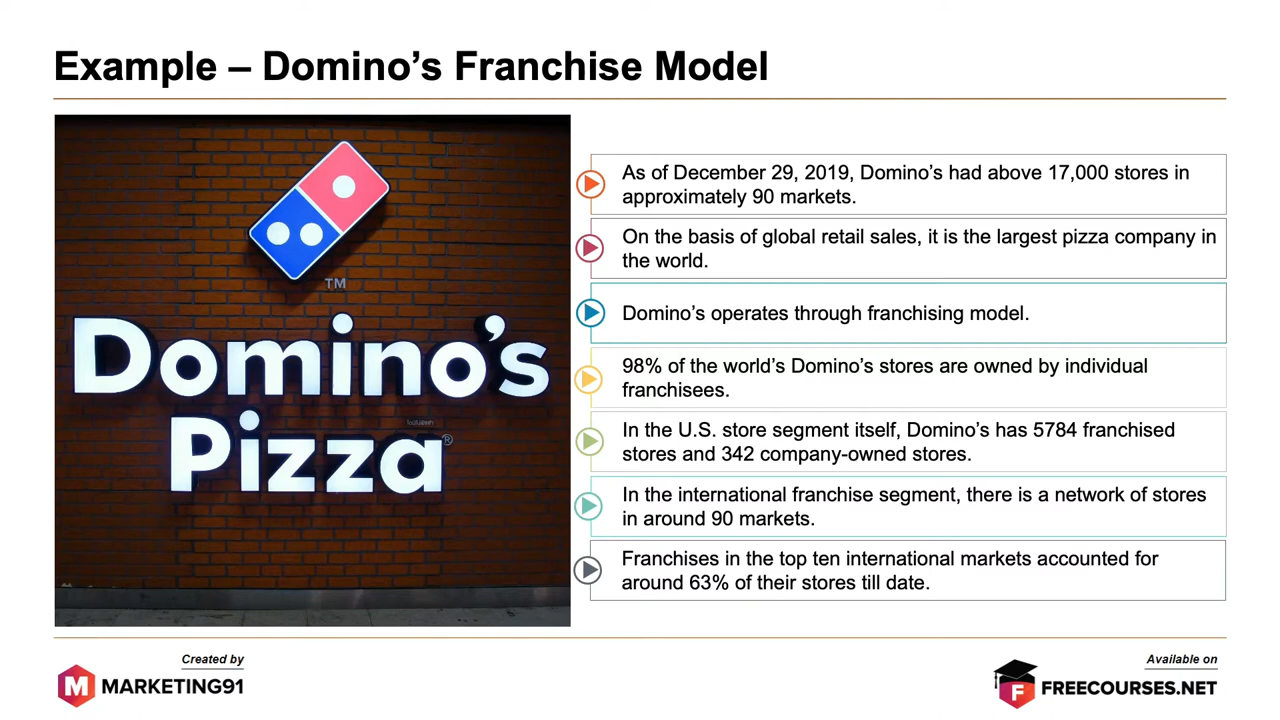 Example – Domino’s Franchise Model
TM
Domino’s
Pizza
®
As of December 29, 2019, Domino’s had above 17,000 stores in
approximately 90 markets.
On the basis of global retail sales, it is the largest pizza company in
the world.
Domino’s operates through franchising model.
98% of the world’s Domino’s stores are owned by individual
franchisees.
In the U.S. store segment itself, Domino’s has 5784 franchised
stores and 342 company-owned stores.
In the international franchise segment, there is a network of stores
in around 90 markets.
Franchises in the top ten international markets accounted for
around 63% of their stores till date.
Created by
M MARKETING91
Available on
F FREECOURSES.NET